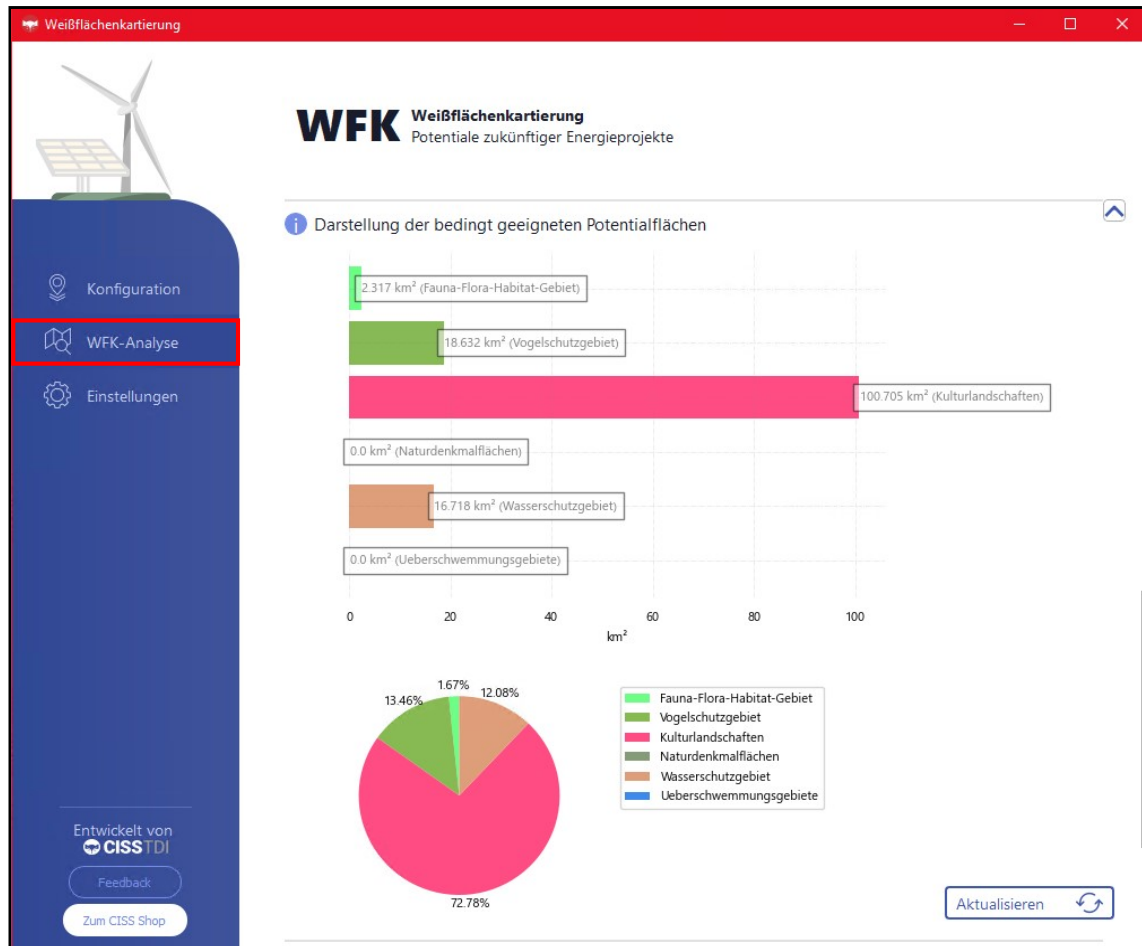 Weißflächenkartierung
WFK
Weißflächenkartierung
Potentiale zukünftiger Energieprojekte
Konfiguration
WFK-Analyse
Einstellungen
Entwickelt von
CISS TDI
Feedback
Zum CISS Shop
Darstellung der bedingt geeigneten Potentialflächen
2.317 km² (Fauna-Flora-Habitat-Gebiet)
18.632 km² (Vogelschutzgebiet)
100.705 km² (Kulturlandschaften)
0.0 km² (Naturdenkmalflächen)
16.718 km² (Wasserschutzgebiet)
0.0 km² (Ueberschwemmungsgebiete)
0 20 40 60 80 100
km²
1.67%
13.46%
12.08%
72.78%
Fauna-Flora-Habitat-Gebiet
Vogelschutzgebiet
Kulturlandschaften
Naturdenkmalflächen
Wasserschutzgebiet
Ueberschwemmungsgebiete
Aktualisieren